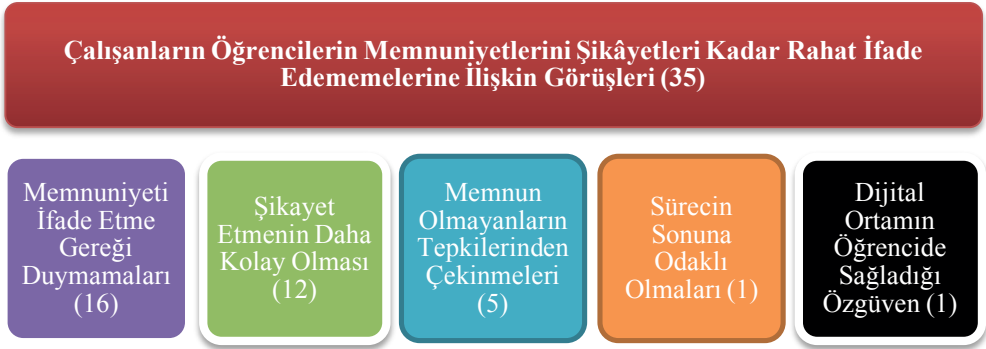 Çalışanların Öğrencilerin Memnuniyetlerini Şikâyetleri Kadar Rahat İfade
Edememelerine İlişkin Görüşleri (35)
Memnuniyeti
İfade Etme
Gereği
Duymamaları
(16)
Şikayet
Etmenin Daha
Kolay Olması
(12)
Memnun
Olmayanların
Tepkilerinden
Çekinmeleri
(5)
Sürecin
Sonuna
Odaklı
Olmaları (1)
Dijital
Ortamın
Öğrencide
Sağladığı
Özgüven (1)